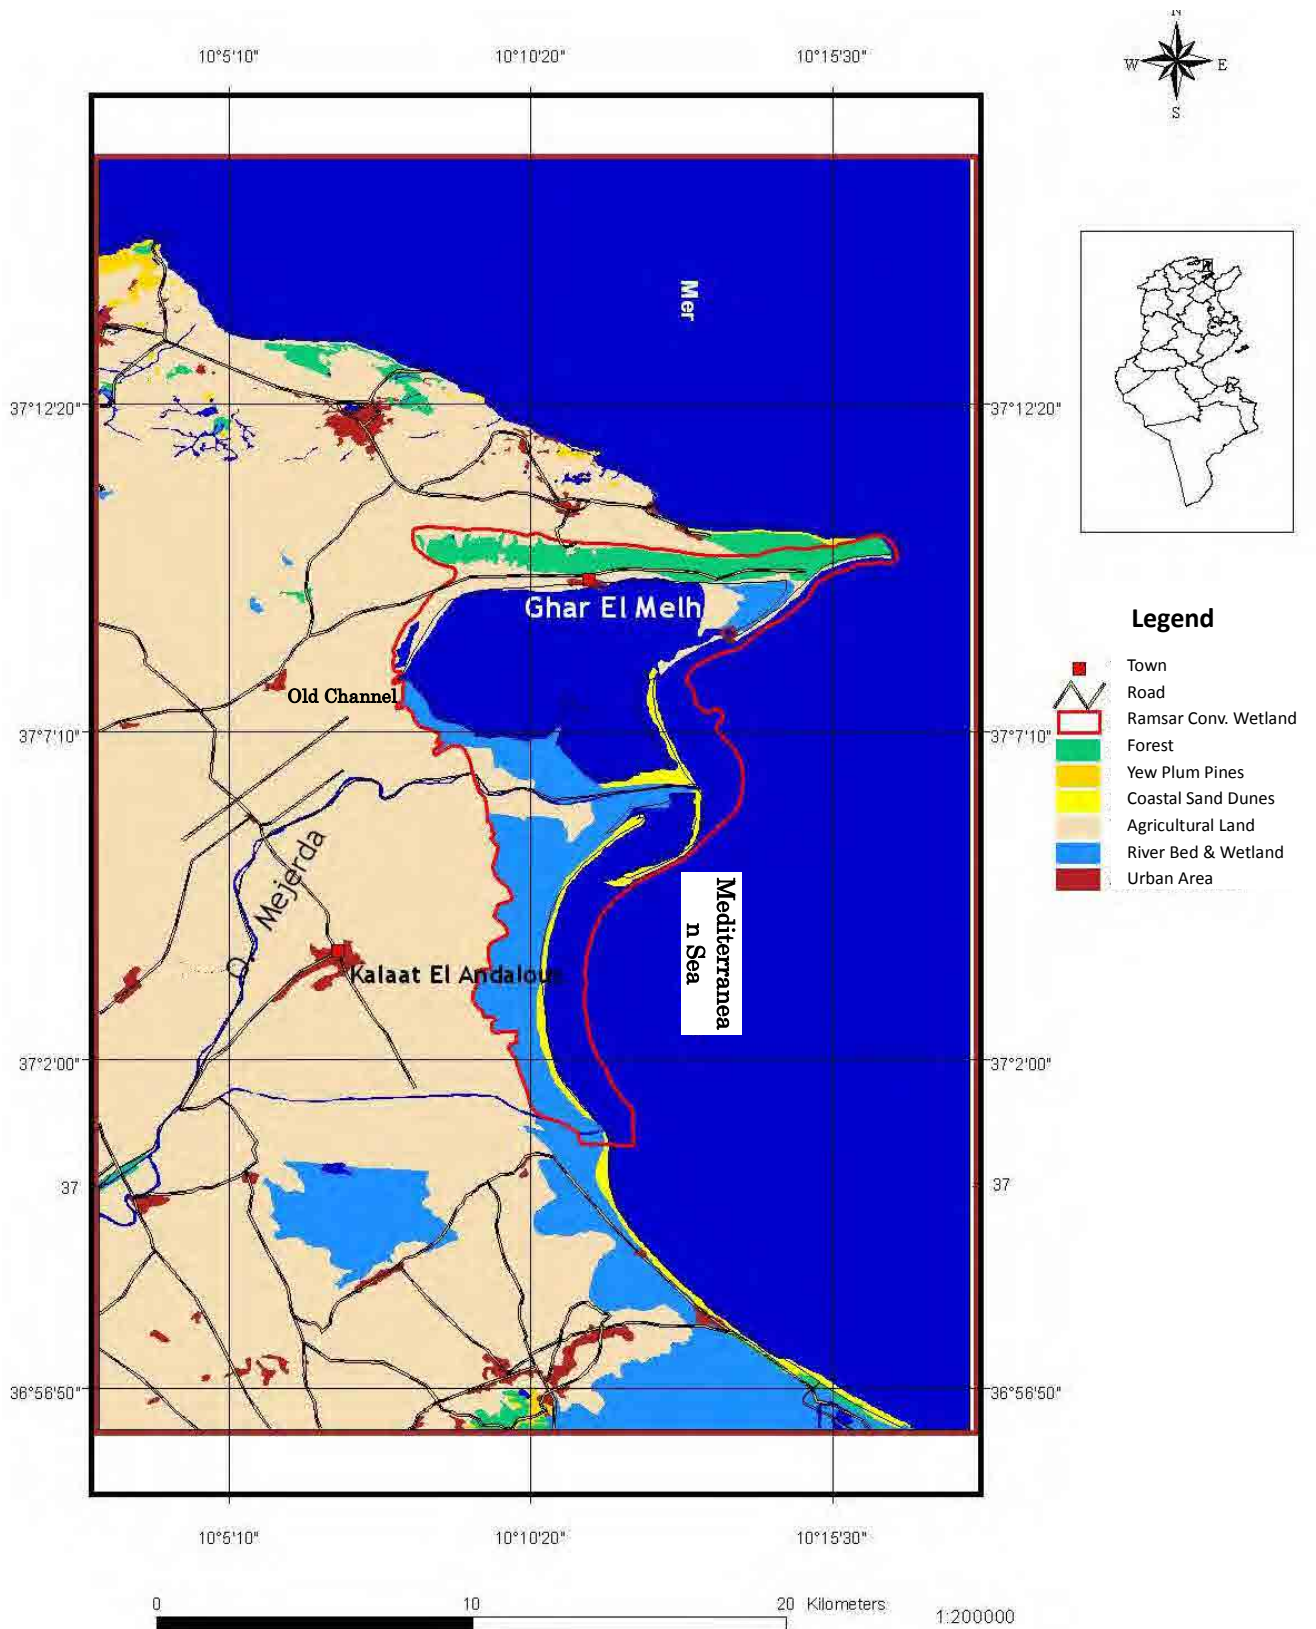 N
W E
S
10°5'10" 10°10'20" 10°15'30"
Mer
37°12'20" 37°12'20"
Ghar El Melh
Old Channel
37°7'10" 37°7'10"
O. Mejerda
Kalaat El Andalous
Mediterranea
n Sea
37°2'00" 37°2'00"
37 37
36°56'50" 36°56'50"
10°5'10" 10°10'20" 10°15'30"
0 10 20 Kilometers
1:200000
Legend
Town
Road
Ramsar Conv. Wetland
Forest
Yew Plum Pines
Coastal Sand Dunes
Agricultural Land
River Bed & Wetland
Urban Area